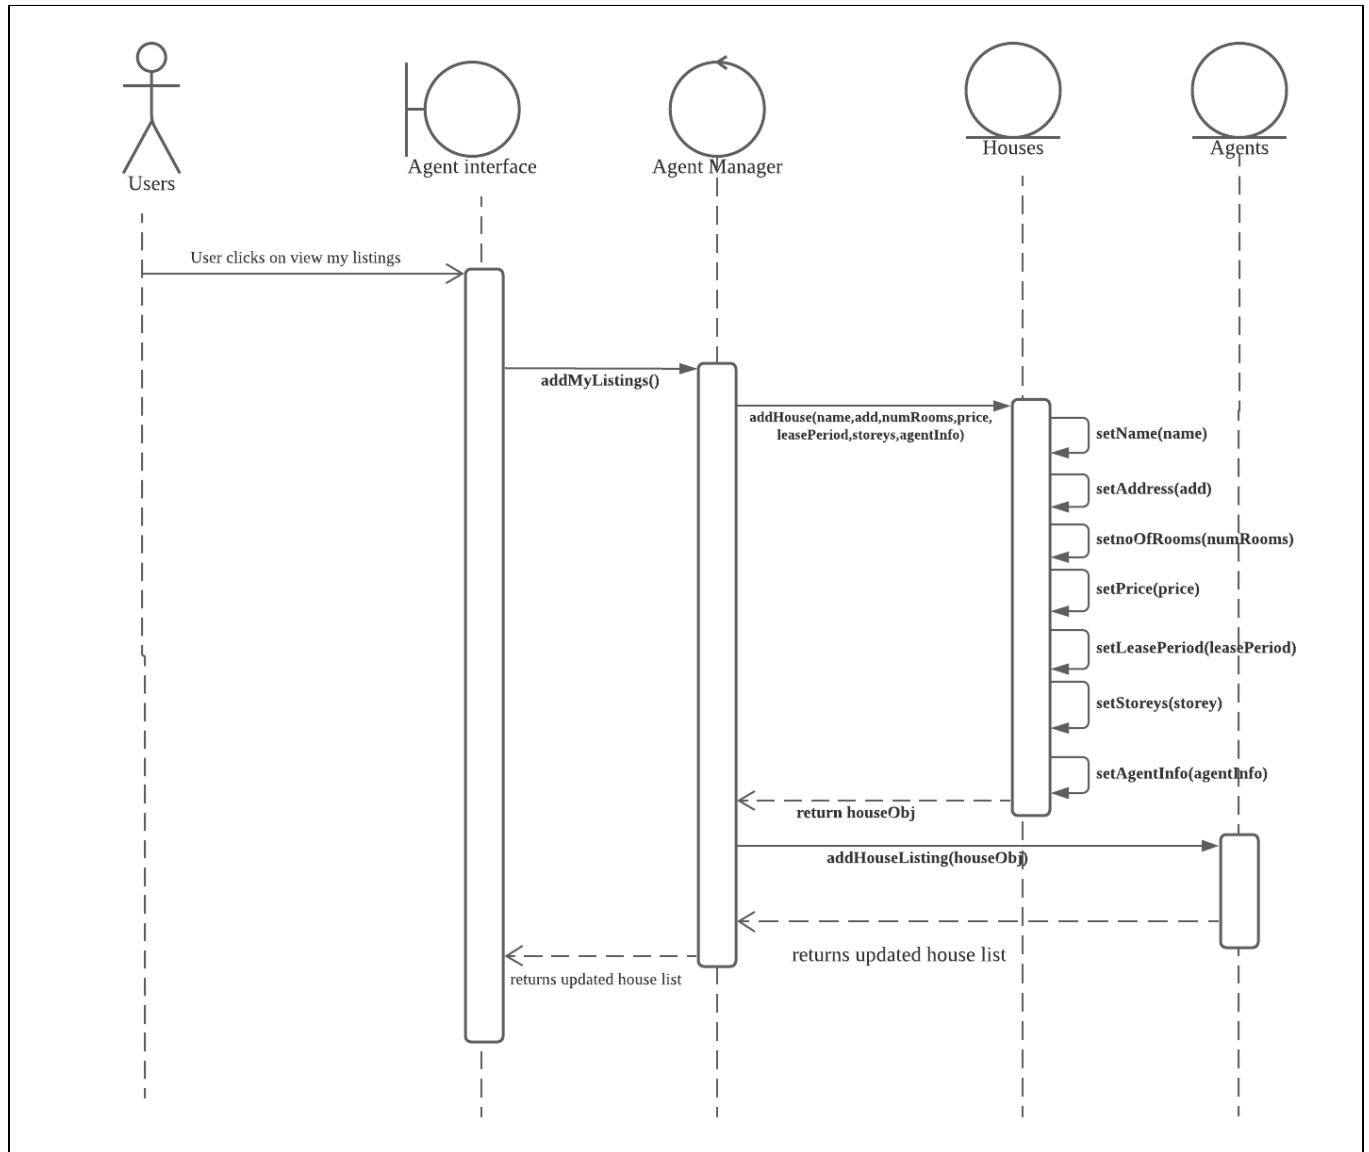 Users
Agent interface
Agent Manager
Houses
Agents
User clicks on view my listings
addMyListings()
addHouse(name,add,numRooms,price,
leasePeriod,storeys,agentInfo)
setName(name)
setAddress(add)
setnoOfRooms(numRooms)
setPrice(price)
setLeasePeriod(leasePeriod)
setStoreys(storey)
setAgentInfo(agentInfo)
return houseObj
addHouseListing(houseObj)
returns updated house list
returns updated house list